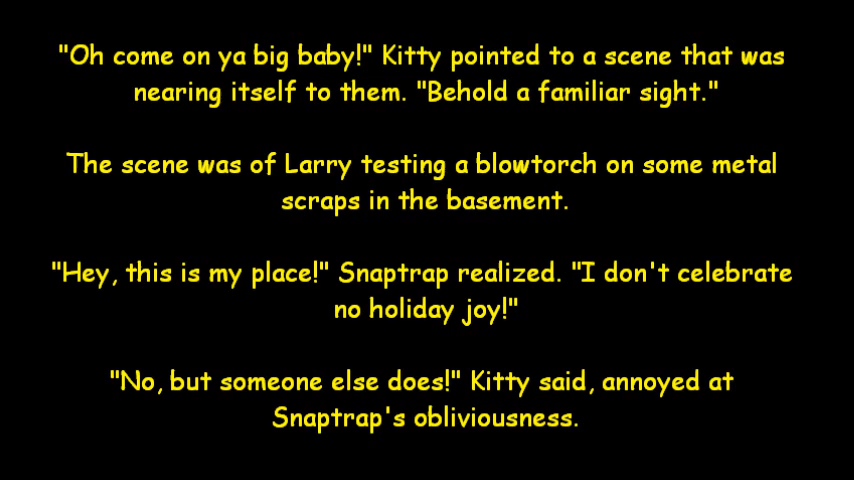 "Oh come on ya big baby!" Kitty pointed to a scene that was
nearing itself to them. "Behold a familiar sight."
The scene was of Larry testing a blowtorch on some metal
scraps in the basement.
"Hey, this is my place!" Snaptrap realized. "I don't celebrate
no holiday joy!"
"No, but someone else does!" Kitty said, annoyed at
Snaptrap's obliviousness.